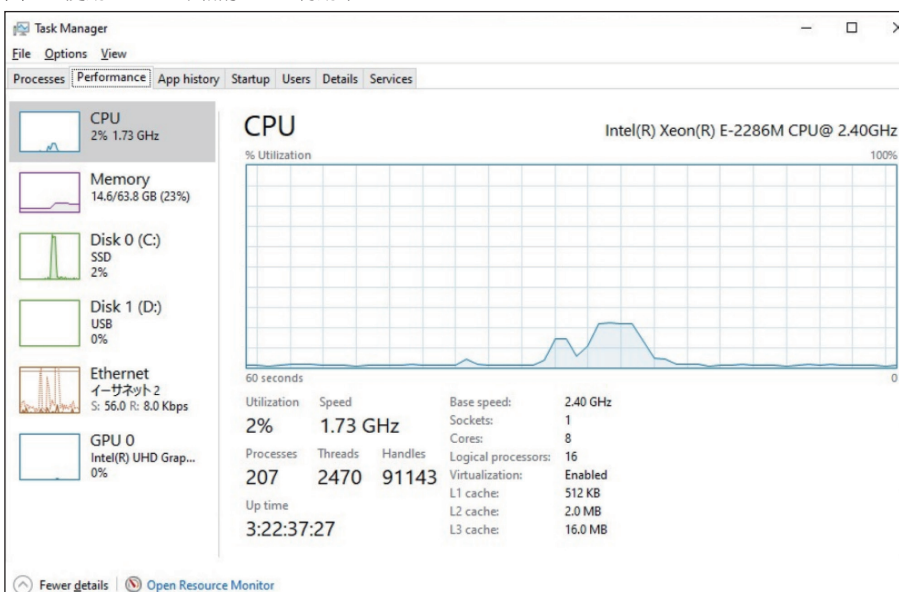 Task Manager
File Options View
Processes Performance App history Startup Users Details Services
CPU
2% 1.73 GHz
Memory
14.6/63.8 GB (23%)
Disk 0 (C:)
SSD
2%
Disk 1 (D:)
USB
0%
Ethernet
イーサネット 2
S: 56.0 R: 8.0 Kbps
GPU 0
Intel(R) UHD Grap...
0%
CPU Intel(R) Xeon(R) E-2286M CPU@ 2.40GHz
% Utilization 100%
60 seconds 0
Utilization Speed
2% 1.73 GHz
Processes Threads Handles
207 2470 91143
Up time
3:22:37:27
Base speed: 2.40 GHz
Sockets: 1
Cores: 8
Logical processors: 16
Virtualization: Enabled
L1 cache: 512 KB
L2 cache: 2.0 MB
L3 cache: 16.0 MB
Fewer details Open Resource Monitor